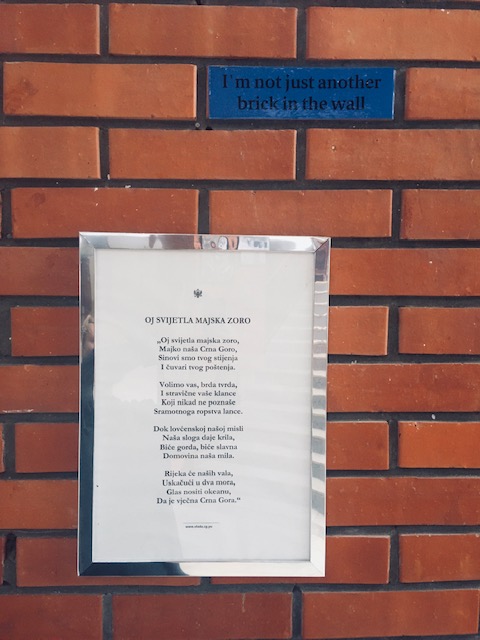 I'm not just another
brick in the wall
OJ SVIJETLA MAJSKA ZORO
„Oj svijetla majska zoro,
Majko naša Crna Goro,
Sinovi smo tvog stijenja
I čuvari tvog poštenja.
Volimo vas, brda tvrda,
I stravične vaše klance
Koji nikad ne poznaše
Sramotnoga ropstva lance.
Dok lovćenskoj našoj misli
Naša sloga daje krila,
Biće gorda, biće slavna
Domovina naša mila.
Rijeka će naših vala,
Uskačući u dva mora,
Glas nositi okeanu,
Da je vječna Crna Gora.“